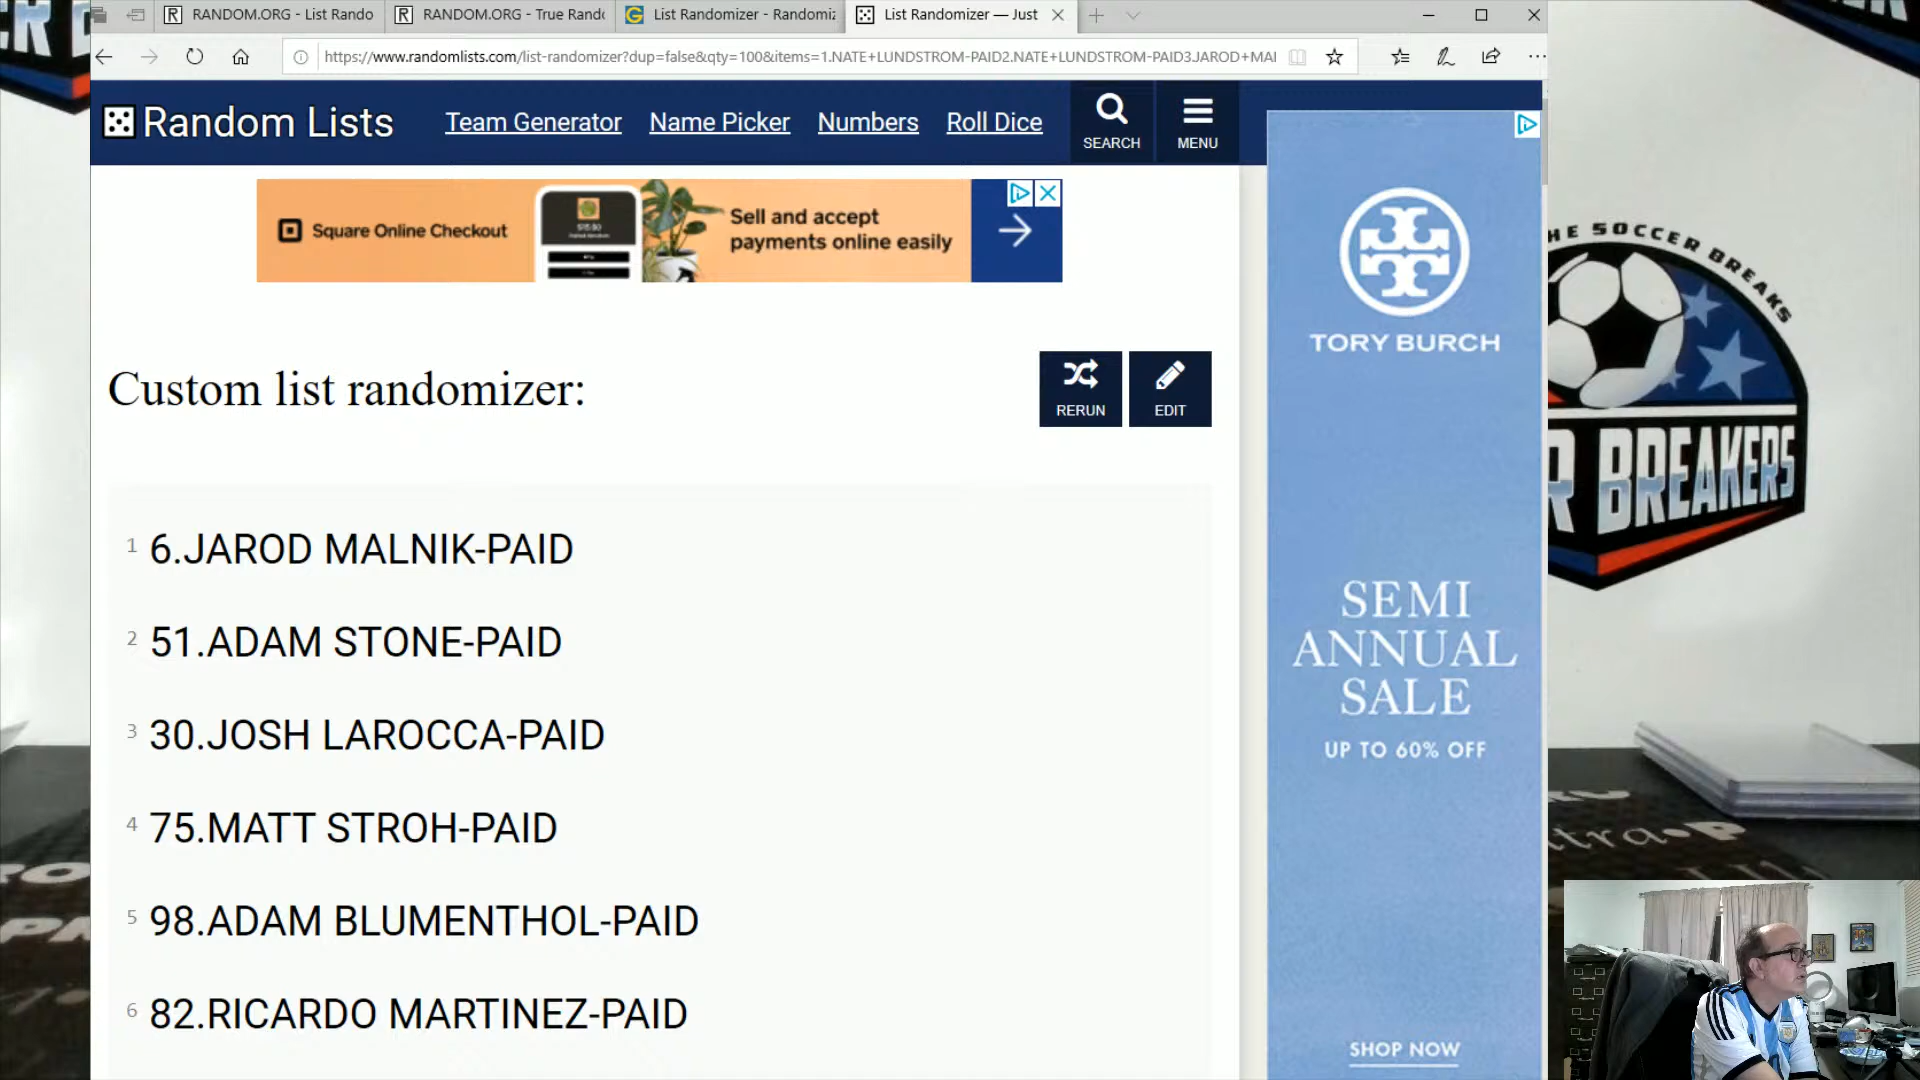 RANDOM.ORG - List Rando
RANDOM.ORG - True Rand
List Randomizer - Randomiz
List Randomizer — Just
https://www.randomlists.com/list-randomizer?dup=false&qty=100&items=1.NATE+LUNDSTROM-PAID2.NATE+LUNDSTROM-PAID3.JAROD+MAI
Random Lists
Team Generator
Name Picker
Numbers
Roll Dice
SEARCH
MENU
Square Online Checkout
Sell and accept
payments online easily
Custom list randomizer:
RERUN
EDIT
1 6.JAROD MALNIK-PAID
2 51.ADAM STONE-PAID
3 30.JOSH LAROCCA-PAID
4 75.MATT STROH-PAID
5 98.ADAM BLUMENTHOL-PAID
6 82.RICARDO MARTINEZ-PAID
TORY BURCH
SEMI
ANNUAL
SALE
UP TO 60% OFF
SHOP NOW
HE SOCCER BREAKS
R BREAKERS